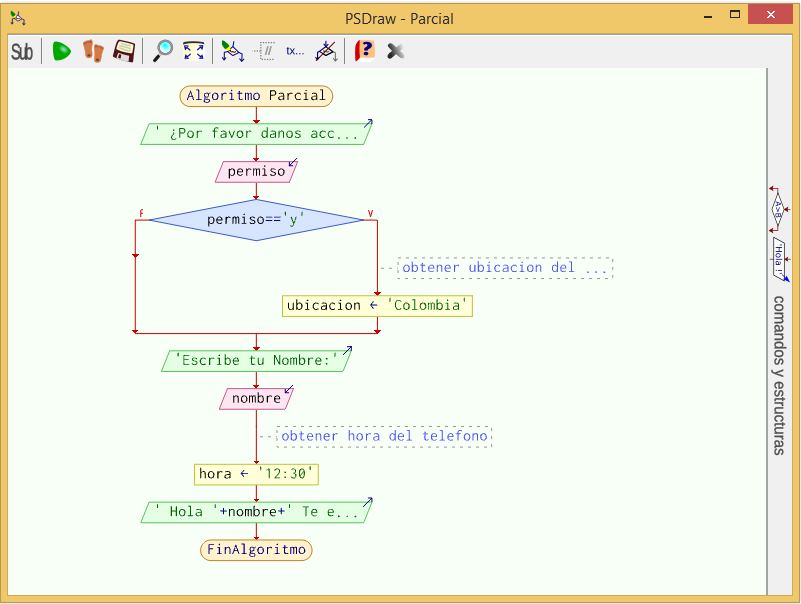 PSDraw - Parcial
Sub
//
tx...
?
Algoritmo Parcial
' ¿Por favor danos acc...
permiso
permiso=='y'
F
V
obtener ubicacion del ...
ubicacion ← 'Colombia'
'Escribe tu Nombre:'
nombre
obtener hora del telefono
hora ← '12:30'
' Hola '+nombre+' Te e...
FinAlgoritmo
A>B
'Hola !'
comandos y estructuras